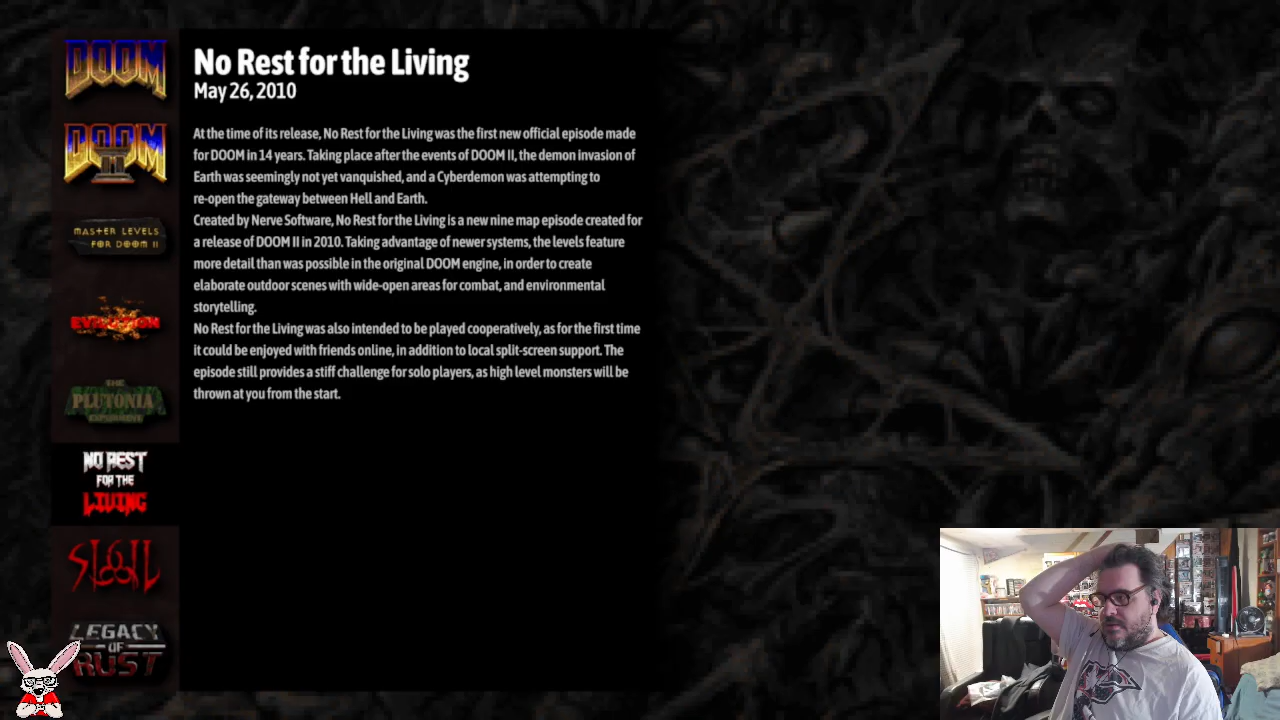 DOOM
DOOM
II
MASTER LEVELS
FOR DOOM II
EVILUTION
THE
PLUTONIA
EXPERIMENT
NO REST
FOR THE
LIVING
SIGIL
LEGACY
OF
RUST
No Rest for the Living
May 26, 2010
At the time of its release, No Rest for the Living was the first new official episode made
for DOOM in 14 years. Taking place after the events of DOOM II, the demon invasion of
Earth was seemingly not yet vanquished, and a Cyberdemon was attempting to
re-open the gateway between Hell and Earth.
Created by Nerve Software, No Rest for the Living is a new nine map episode created for
a release of DOOM II in 2010. Taking advantage of newer systems, the levels feature
more detail than was possible in the original DOOM engine, in order to create
elaborate outdoor scenes with wide-open areas for combat, and environmental
storytelling.
No Rest for the Living was also intended to be played cooperatively, as for the first time
it could be enjoyed with friends online, in addition to local split-screen support. The
episode still provides a stiff challenge for solo players, as high level monsters will be
thrown at you from the start.